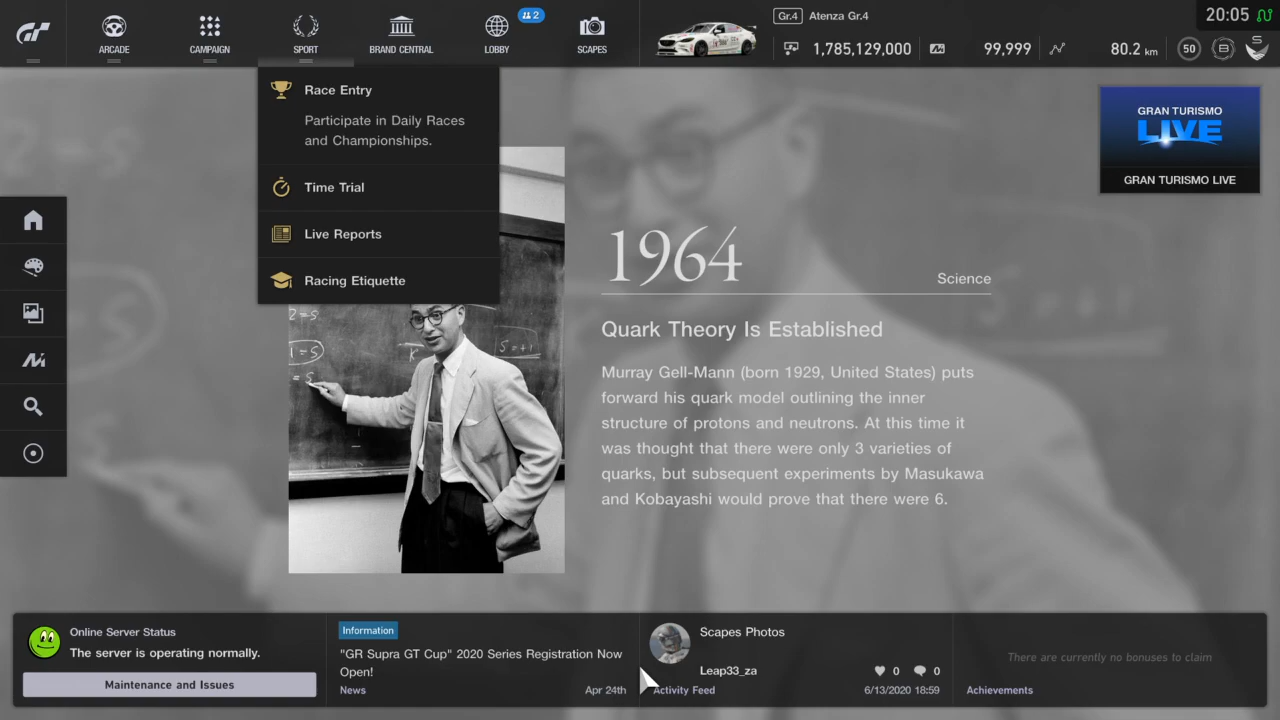 GT
ARCADE
CAMPAIGN
SPORT
BRAND CENTRAL
2
LOBBY
SCAPES
Gr.4 Atenza Gr.4
1,785,129,000
99,999
80.2 km
20:05
50
B
S
Race Entry
Participate in Daily Races
and Championships.
Time Trial
Live Reports
Racing Etiquette
GRAN TURISMO
LIVE
GRAN TURISMO LIVE
1964
Science
Quark Theory Is Established
Murray Gell-Mann (born 1929, United States) puts
forward his quark model outlining the inner
structure of protons and neutrons. At this time it
was thought that there were only 3 varieties of
quarks, but subsequent experiments by Masukawa
and Kobayashi would prove that there were 6.
2=S
1=S
= S
K
S=+1
Online Server Status
The server is operating normally.
Maintenance and Issues
Information
"GR Supra GT Cup" 2020 Series Registration Now
Open!
News
Apr 24th
Scapes Photos
Leap33_za
0
0
Activity Feed
6/13/2020 18:59
There are currently no bonuses to claim
Achievements